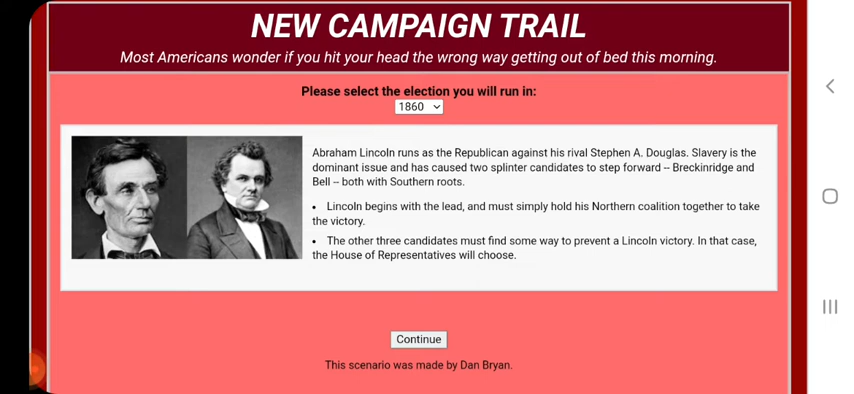 NEW CAMPAIGN TRAIL
Most Americans wonder if you hit your head the wrong way getting out of bed this morning.
Please select the election you will run in:
1860
Abraham Lincoln runs as the Republican against his rival Stephen A. Douglas. Slavery is the
dominant issue and has caused two splinter candidates to step forward -- Breckinridge and
Bell -- both with Southern roots.
• Lincoln begins with the lead, and must simply hold his Northern coalition together to take
the victory.
• The other three candidates must find some way to prevent a Lincoln victory. In that case,
the House of Representatives will choose.
Continue
This scenario was made by Dan Bryan.